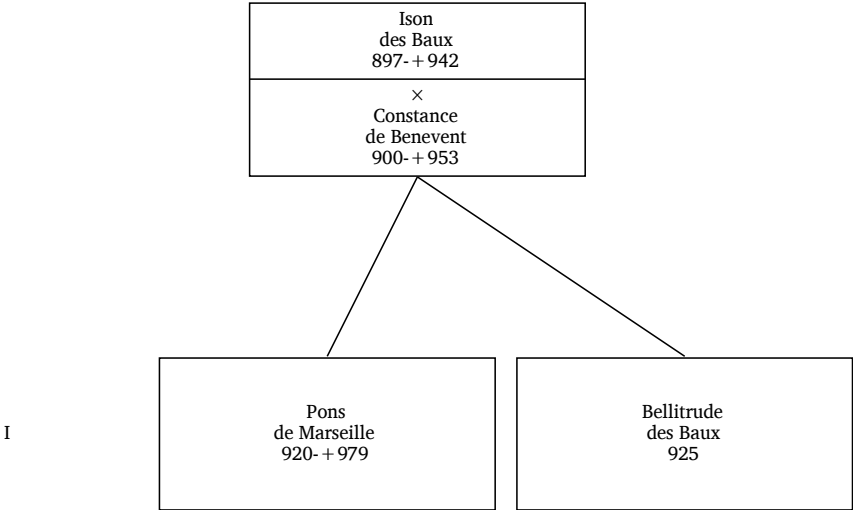 Ison
des Baux
897-+942
×
Constance
de Benevent
900-+953
I
Pons
de Marseille
920-+979
Bellitrude
des Baux
925